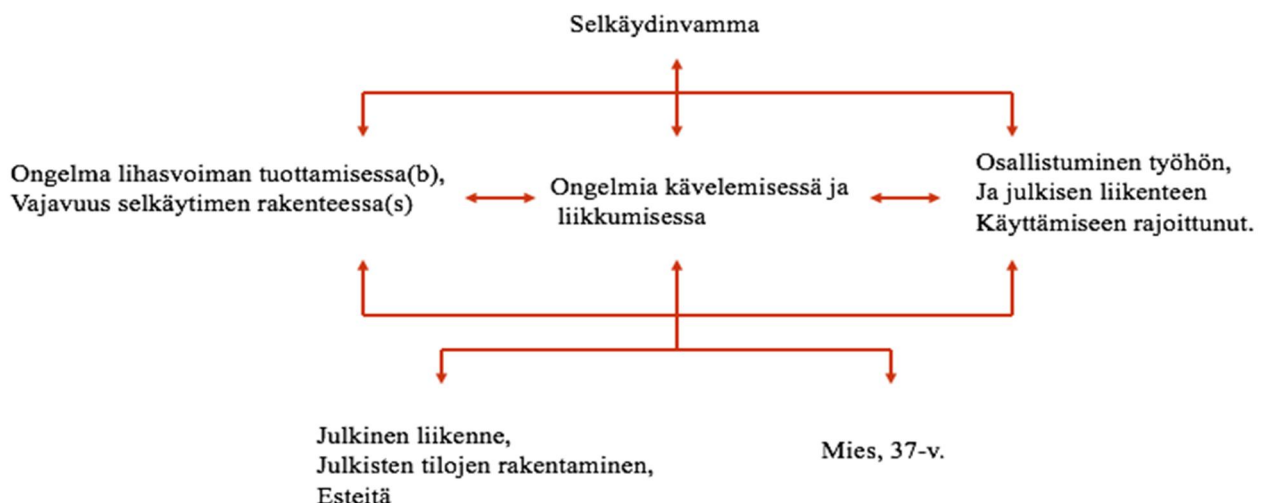 Selkäydinvamma
Ongelma lihasvoiman tuottamisessa(b),
Vajavuus selkäytimen rakenteessa(s)
Ongelmia kävelemisessä ja
liikkumisessa
Osallistuminen työhön,
Ja julkisen liikenteen
Käyttämiseen rajoittunut.
Julkinen liikenne,
Julkisten tilojen rakentaminen,
Esteitä
Mies, 37-v.